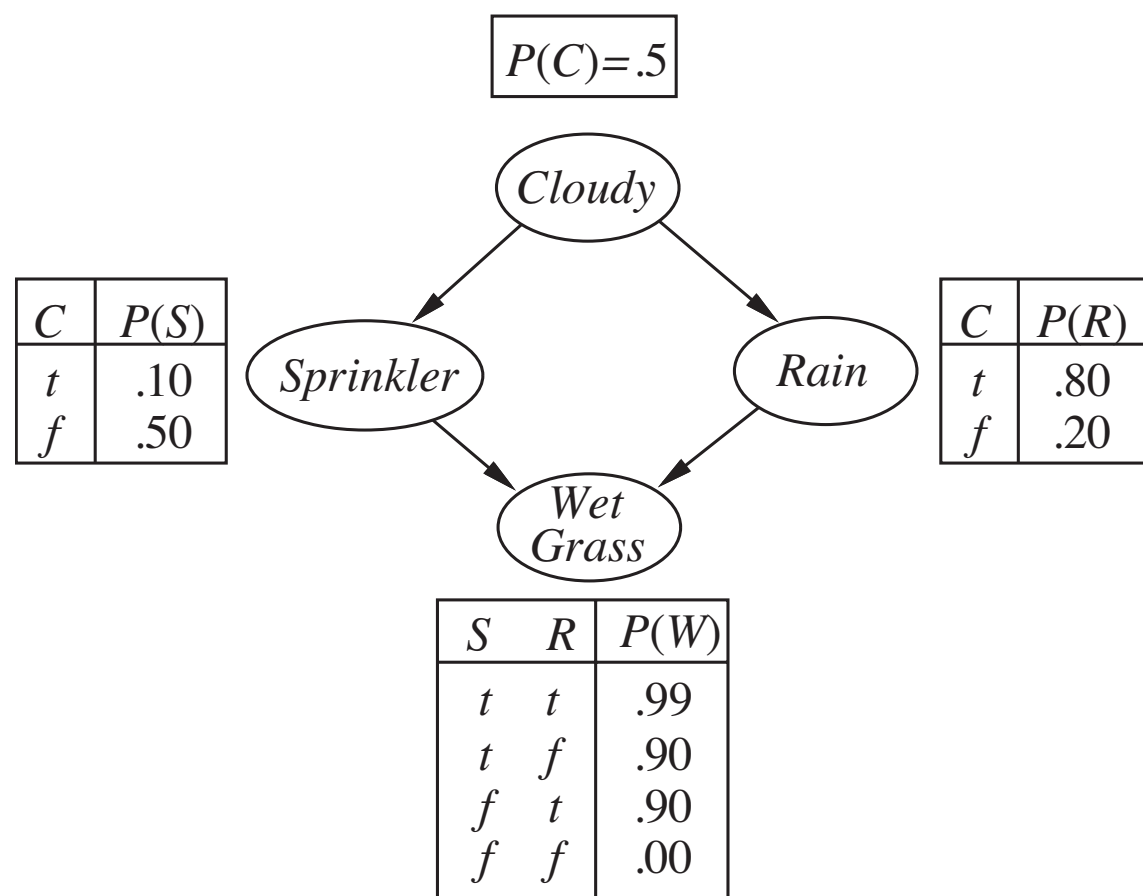 P(C)=.5
Cloudy
C P(S)
t .10
f .50
Sprinkler
Rain
C P(R)
t .80
f .20
Wet
Grass
S R P(W)
t t .99
t f .90
f t .90
f f .00